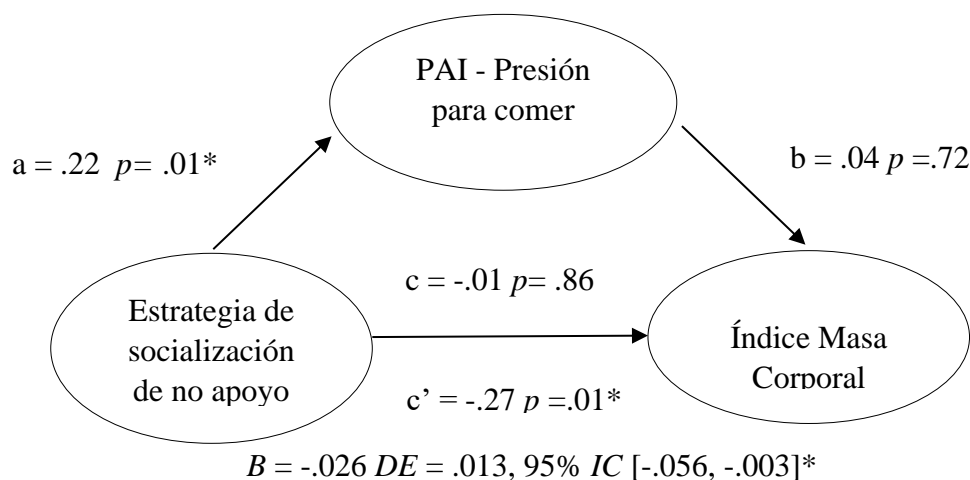 PAI - Presión
para comer
a = .22 p= .01*
b = .04 p =.72
c = -.01 p= .86
Estrategia de
socialización
de no apoyo
Índice Masa
Corporal
c’ = -.27 p =.01*
B = -.026 DE = .013, 95% IC [-.056, -.003]*